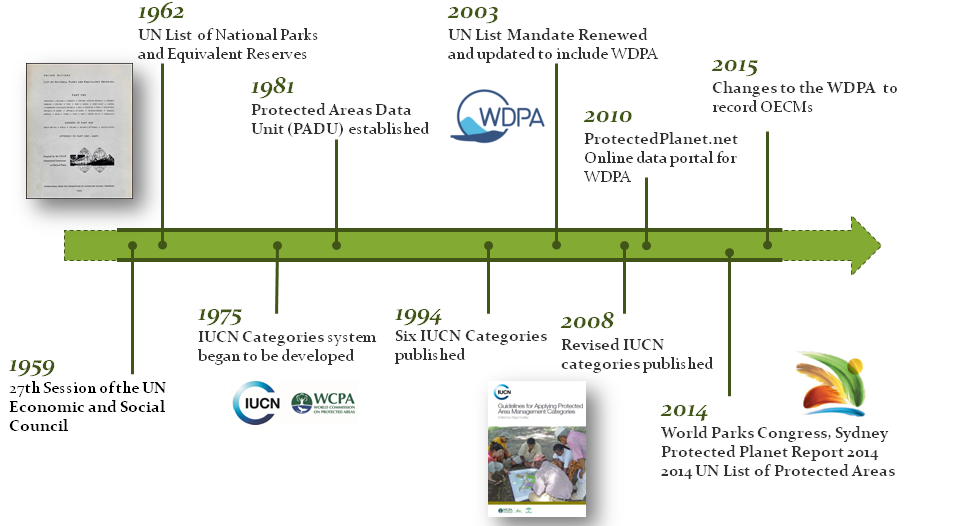 1962
UN List of National Parks
and Equivalent Reserves
2003
UN List Mandate Renewed
and updated to include WDPA
2015
Changes to the WDPA to
record OECMs
1981
Protected Areas Data
Unit (PADU) established
WDPA
2010
ProtectedPlanet.net
Online data portal for
WDPA
1959
27th Session of the UN
Economic and Social
Council
1975
IUCN Categories system
began to be developed
IUCN
WCPA
WORLD COMMISSION
ON PROTECTED AREAS
1994
Six IUCN Categories
published
IUCN
Guidelines for Applying Protected
Area Management Categories
2008
Revised IUCN
categories published
2014
World Parks Congress, Sydney
Protected Planet Report 2014
2014 UN List of Protected Areas